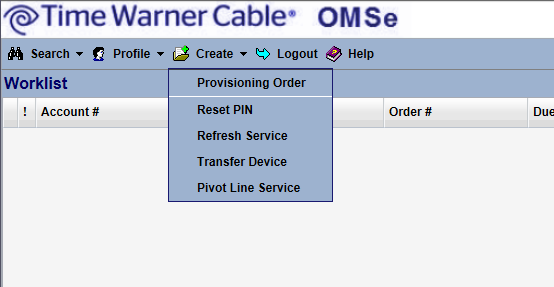 Time Warner Cable® OMSe
Search Profile Create Logout Help
Worklist
Provisioning Order
! Account # Order # Due
Reset PIN
Refresh Service
Transfer Device
Pivot Line Service